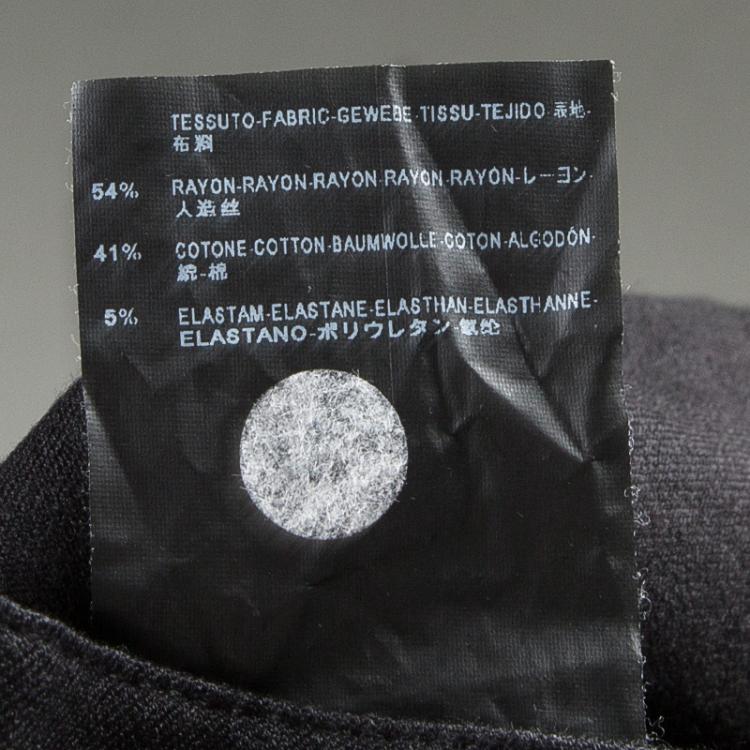 TESSUTO-FABRIC-GEWEBE-TISSU-TEJIDO-表地-
布料
54% RAYON-RAYON-RAYON-RAYON-RAYON-レーヨン-
人造丝
41% COTONE-COTTON-BAUMWOLLE-COTON-ALGODÓN-
綿-棉
5% ELASTAM-ELASTANE-ELASTHAN-ELASTHANNE-
ELASTANO-ポリウレタン-氨纶